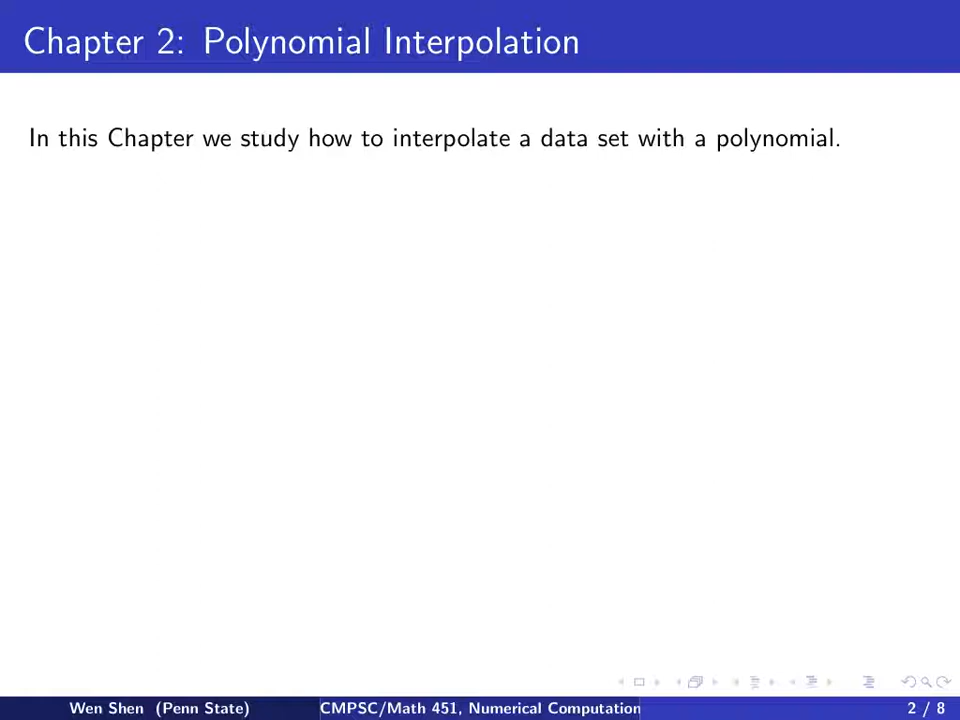 Chapter 2: Polynomial Interpolation
In this Chapter we study how to interpolate a data set with a polynomial.
Wen Shen (Penn State)
CMPSC/Math 451, Numerical Computation
2 / 8